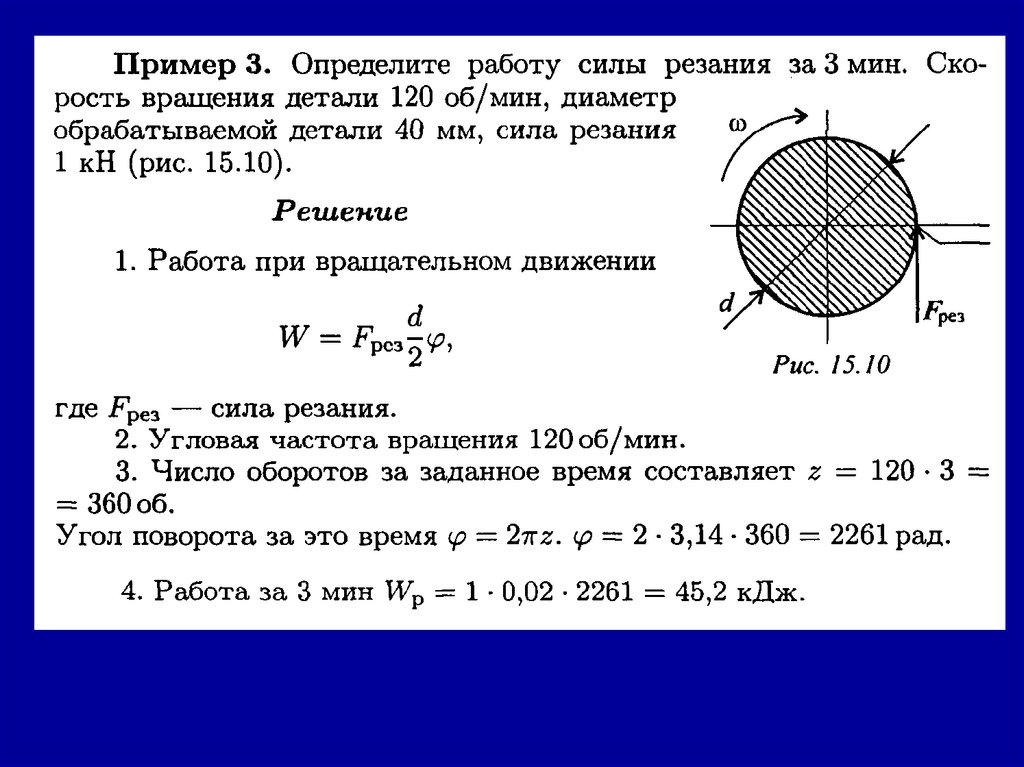 Пример 3. Определите работу силы резания за 3 мин. Ско-
рость вращения детали 120 об/мин, диаметр
обрабатываемой детали 40 мм, сила резания
1 кН (рис. 15.10).
ω
Решение
1. Работа при вращательном движении
d
Fрез
W = Fрез d/2 φ,
Рис. 15.10
где Fрез — сила резания.
2. Угловая частота вращения 120 об/мин.
3. Число оборотов за заданное время составляет z = 120 · 3 =
= 360 об.
Угол поворота за это время φ = 2πz. φ = 2 · 3,14 · 360 = 2261 рад.
4. Работа за 3 мин Wр = 1 · 0,02 · 2261 = 45,2 кДж.